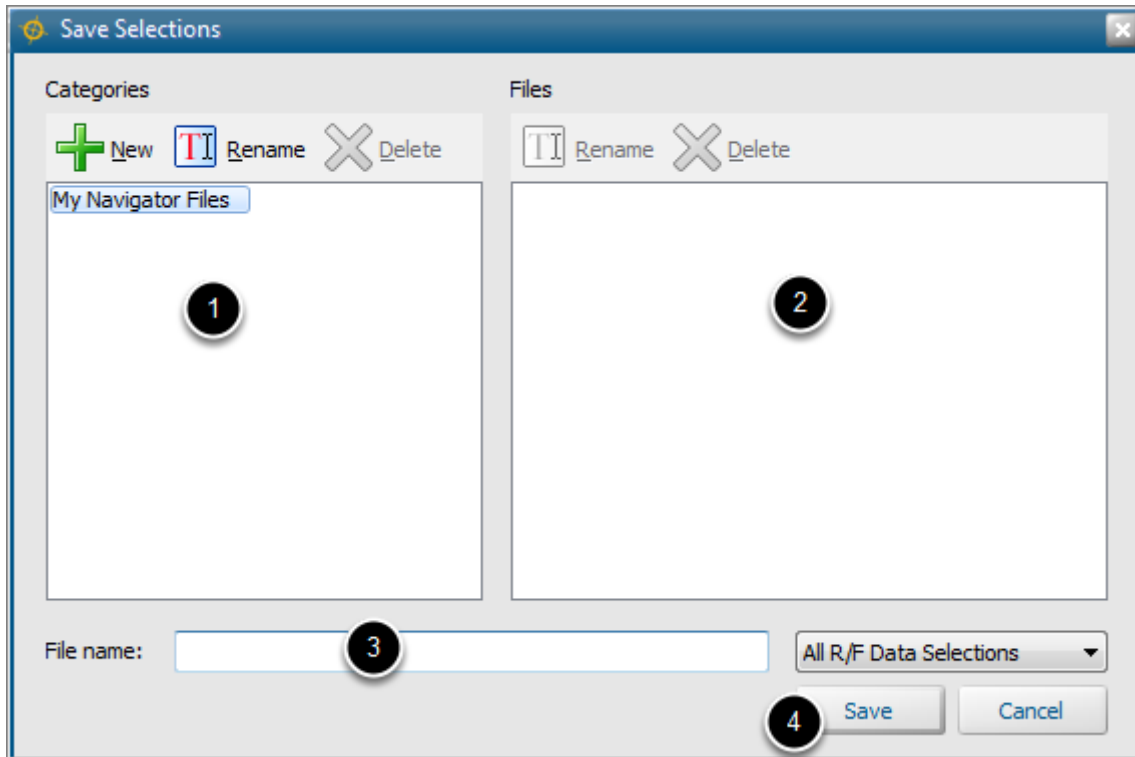 Save Selections
Categories
Files
New Rename Delete
Rename Delete
My Navigator Files
1
2
File name:
3
All R/F Data Selections
4
Save
Cancel